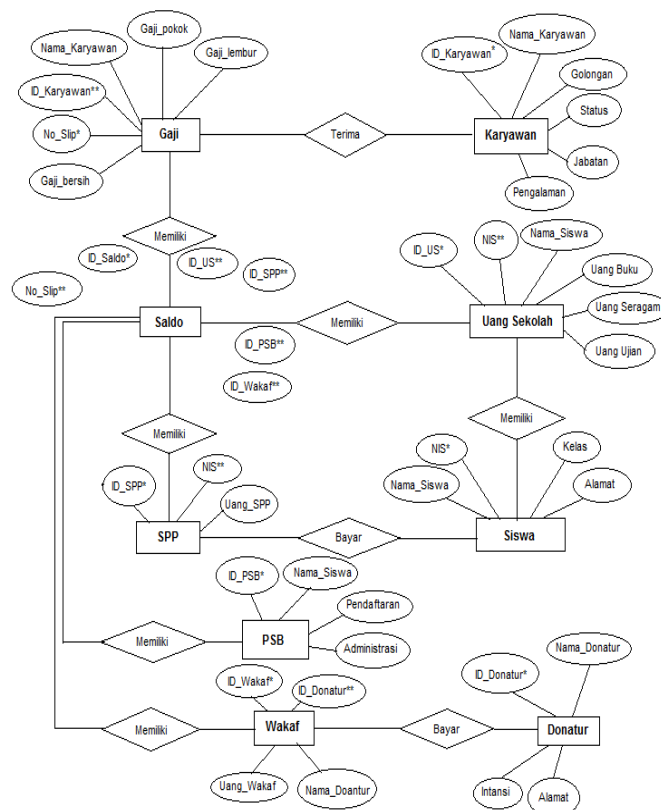 Gaji_pokok
Nama_Karyawan
Gaji_lembur
ID_Karyawan**
No_Slip*
Gaji_bersih
Gaji
Terima
ID_Karyawan*
Nama_Karyawan
Golongan
Status
Jabatan
Pengalaman
Karyawan
Memiliki
ID_Saldo*
ID_US**
ID_SPP**
No_Slip**
Saldo
ID_PSB**
ID_Wakaf**
Memiliki
ID_US*
NIS**
Nama_Siswa
Uang Buku
Uang Seragam
Uang Ujian
Uang Sekolah
Memiliki
Memiliki
ID_SPP*
NIS**
Uang_SPP
SPP
Bayar
NIS*
Nama_Siswa
Kelas
Alamat
Siswa
ID_PSB*
Nama_Siswa
Pendaftaran
Administrasi
PSB
Memiliki
ID_Wakaf*
ID_Donatur**
Memiliki
Wakaf
Uang_Wakaf
Nama_Doantur
Bayar
ID_Donatur*
Nama_Donatur
Donatur
Intansi
Alamat